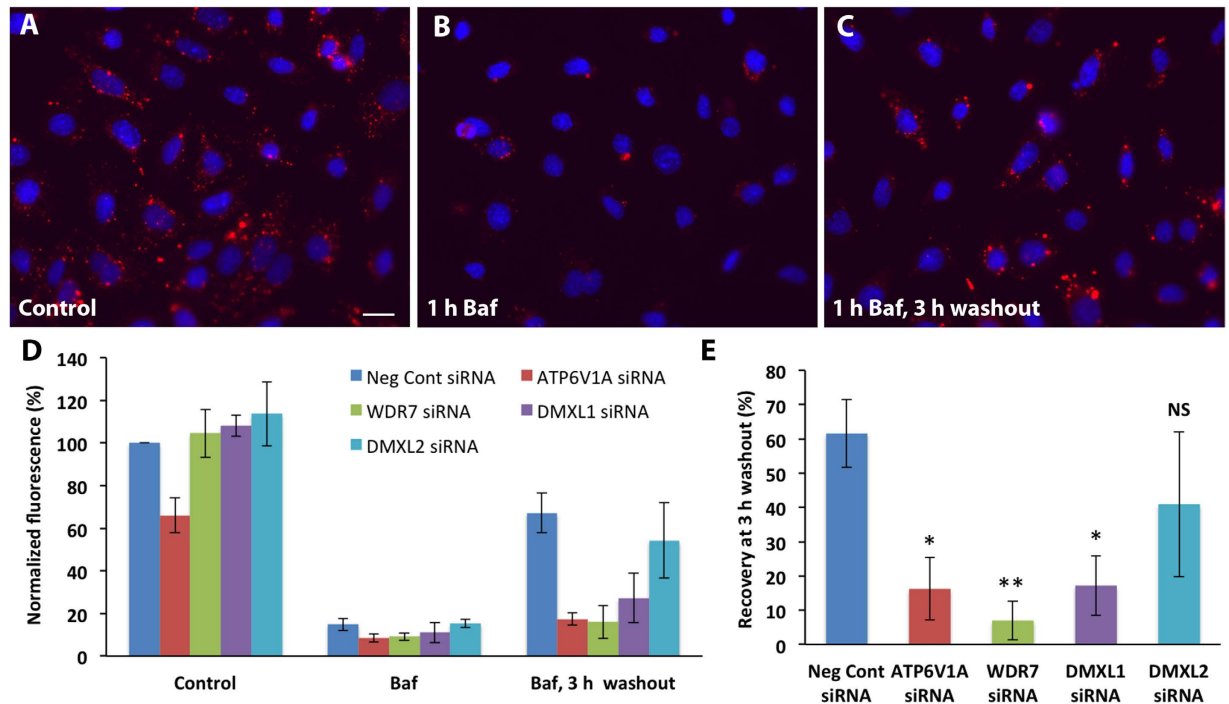 A
Control
B
1 h Baf
C
1 h Baf, 3 h washout
D
Normalized fluorescence (%)
140
120
100
80
60
40
20
0
Neg Cont siRNA
ATP6V1A siRNA
WDR7 siRNA
DMXL1 siRNA
DMXL2 siRNA
Control
Baf
Baf, 3 h washout
E
Recovery at 3 h washout (%)
80
70
60
50
40
30
20
10
0
*
**
*
NS
Neg Cont siRNA
ATP6V1A siRNA
WDR7 siRNA
DMXL1 siRNA
DMXL2 siRNA